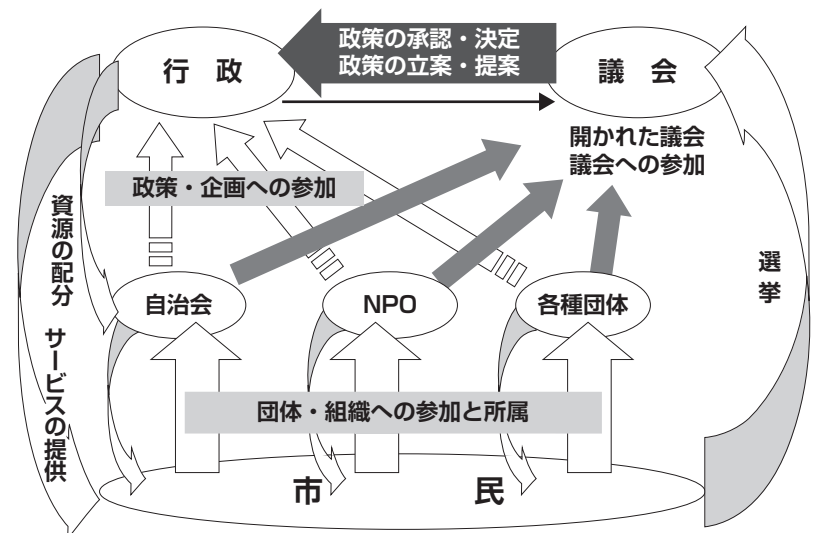 政策の承認・決定
政策の立案・提案
行　政
議　会
開かれた議会
議会への参加
政策・企画への参加
資源の配分　サービスの提供
選挙
自治会
NPO
各種団体
団体・組織への参加と所属
市　民